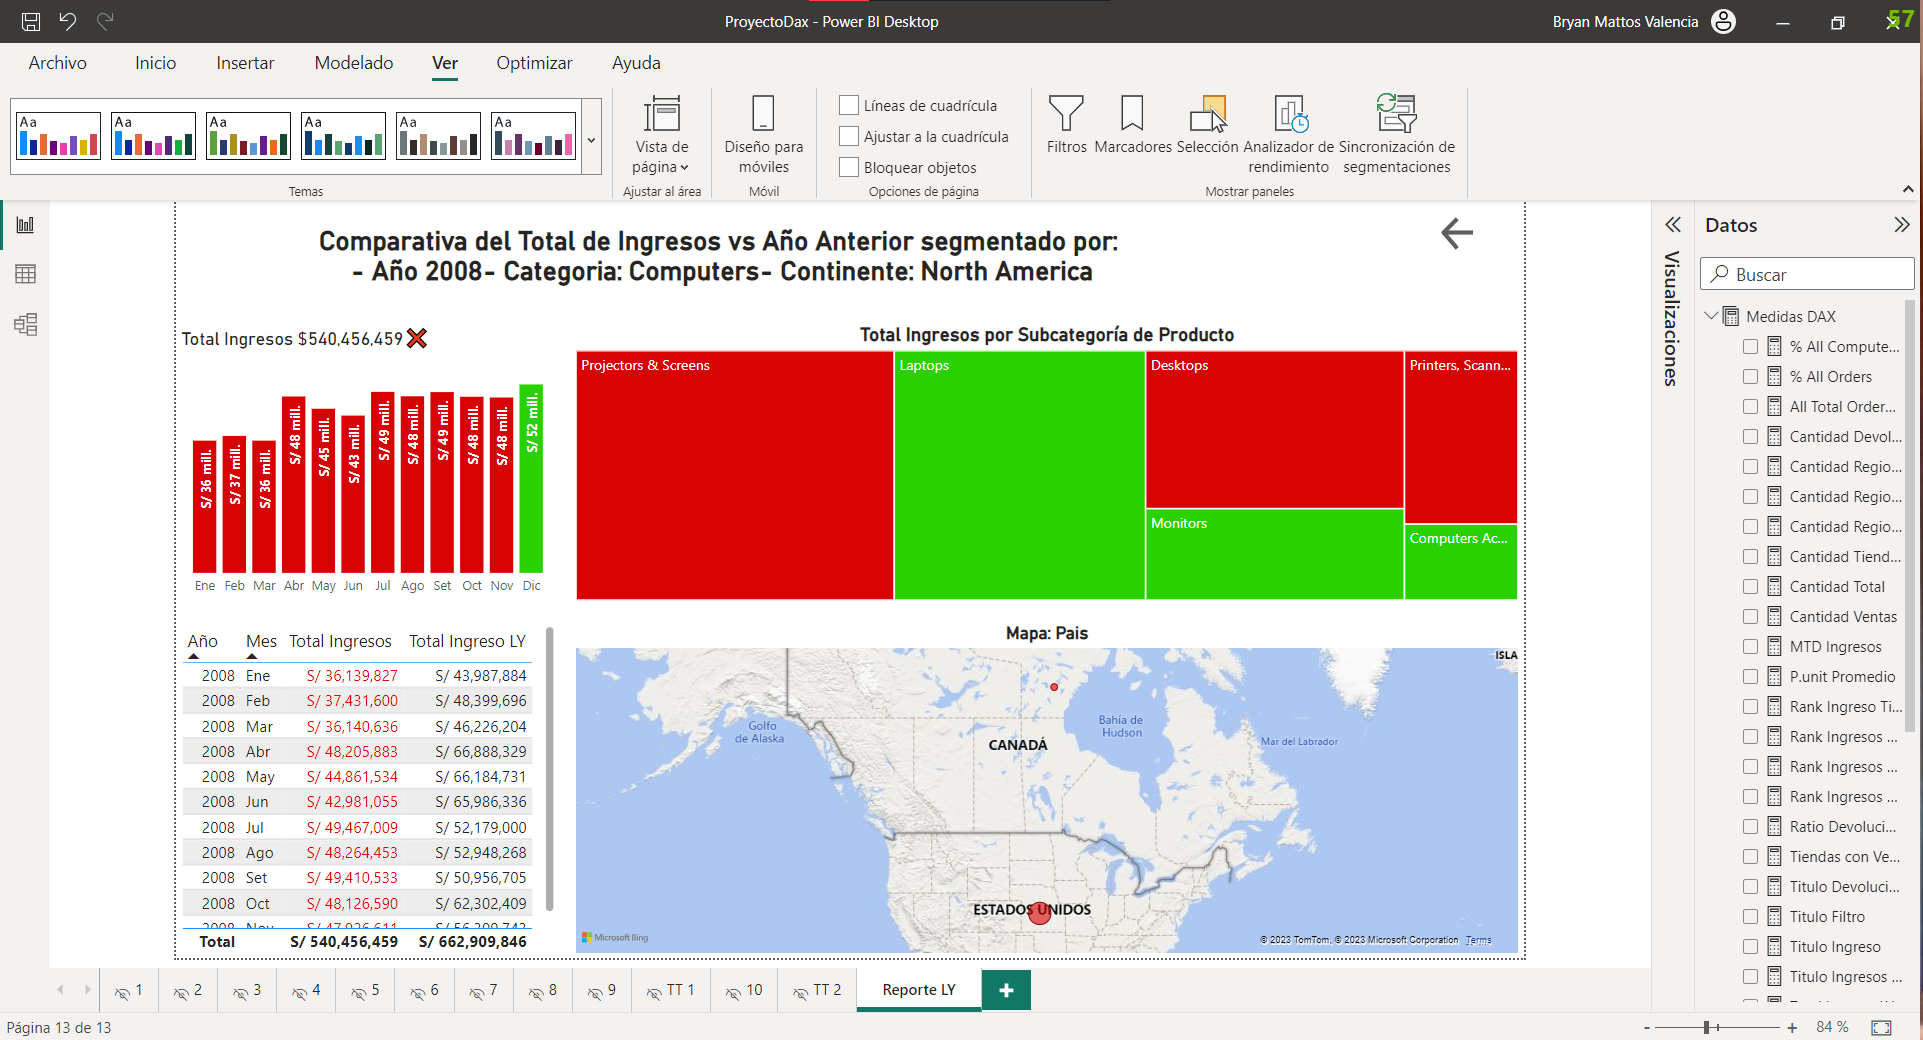 ProyectoDax - Power BI Desktop
Bryan Mattos Valencia
57
Archivo
Inicio
Insertar
Modelado
Ver
Optimizar
Ayuda
Aa
Aa
Aa
Aa
Aa
Aa
Temas
Vista de
página
Ajustar al área
Diseño para
móviles
Móvil
Líneas de cuadrícula
Ajustar a la cuadrícula
Bloquear objetos
Opciones de página
Filtros
Marcadores
Selección
Analizador de
rendimiento
Sincronización de
segmentaciones
Mostrar paneles
Comparativa del Total de Ingresos vs Año Anterior segmentado por:
- Año 2008- Categoria: Computers- Continente: North America
Total Ingresos $540,456,459
S/ 36 mill.
S/ 37 mill.
S/ 36 mill.
S/ 48 mill.
S/ 45 mill.
S/ 43 mill.
S/ 49 mill.
S/ 48 mill.
S/ 49 mill.
S/ 48 mill.
S/ 48 mill.
S/ 52 mill.
Ene Feb Mar Abr May Jun Jul Ago Set Oct Nov Dic
Total Ingresos por Subcategoría de Producto
Projectors & Screens
Laptops
Desktops
Printers, Scann...
Monitors
Computers Ac...
Año Mes Total Ingresos Total Ingreso LY
2008 Ene S/ 36,139,827 S/ 43,987,884
2008 Feb S/ 37,431,600 S/ 48,399,696
2008 Mar S/ 36,140,636 S/ 46,226,204
2008 Abr S/ 48,205,883 S/ 66,888,329
2008 May S/ 44,861,534 S/ 66,184,731
2008 Jun S/ 42,981,055 S/ 65,986,336
2008 Jul S/ 49,467,009 S/ 52,179,000
2008 Ago S/ 48,264,453 S/ 52,948,268
2008 Set S/ 49,410,533 S/ 50,956,705
2008 Oct S/ 48,126,590 S/ 62,302,409
Total S/ 540,456,459 S/ 662,909,846
Mapa: Pais
ISLA
Golfo
de Alaska
Bahía de
Hudson
CANADÁ
Mar del Labrador
ESTADOS UNIDOS
Microsoft Bing
© 2023 TomTom, © 2023 Microsoft Corporation Terms
Visualizaciones
Datos
Buscar
Medidas DAX
% All Compute...
% All Orders
All Total Order...
Cantidad Devol...
Cantidad Regio...
Cantidad Regio...
Cantidad Regio...
Cantidad Tiend...
Cantidad Total
Cantidad Ventas
MTD Ingresos
P.unit Promedio
Rank Ingreso Ti...
Rank Ingresos ...
Rank Ingresos ...
Rank Ingresos ...
Ratio Devoluci...
Tiendas con Ve...
Titulo Devoluci...
Titulo Filtro
Titulo Ingreso
Titulo Ingresos ...
1
2
3
4
5
6
7
8
9
TT 1
10
TT 2
Reporte LY
+
Página 13 de 13
- + 84 %